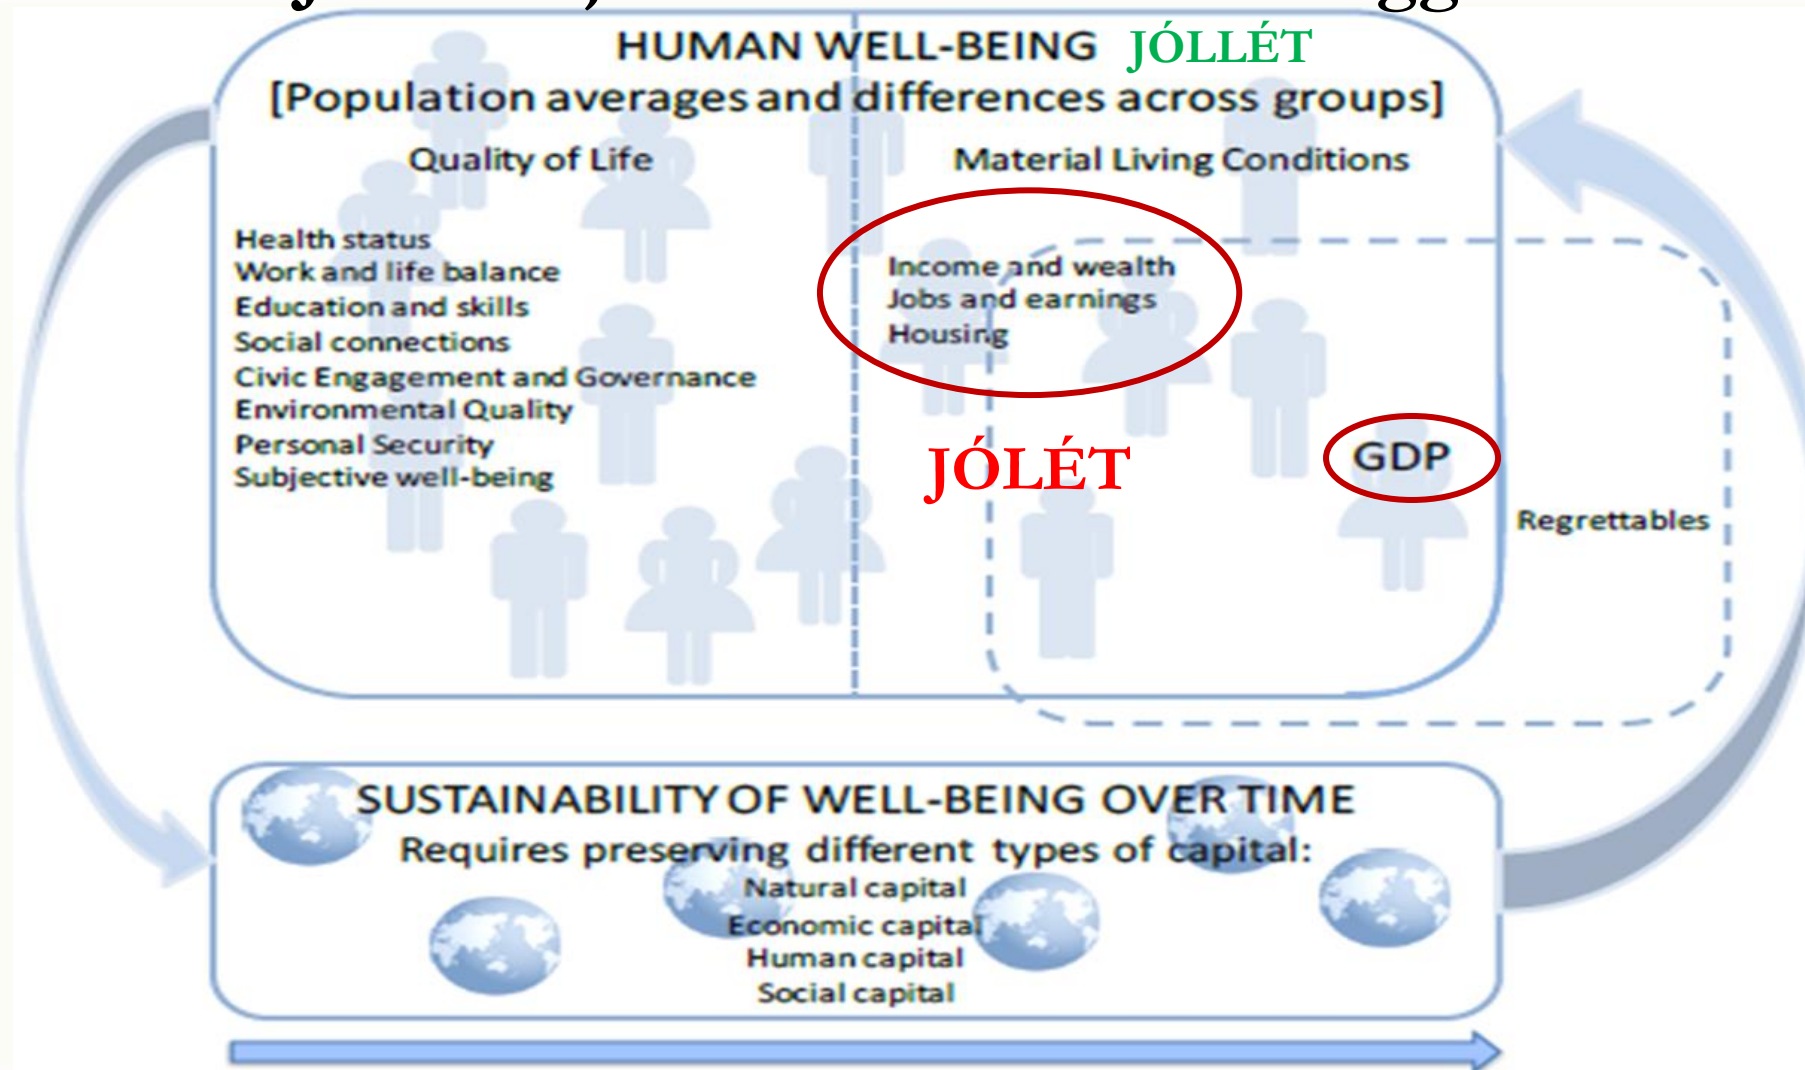 HUMAN WELL-BEING JÓLLÉT
[Population averages and differences across groups]
Quality of Life
Material Living Conditions
Health status
Work and life balance
Education and skills
Social connections
Civic Engagement and Governance
Environmental Quality
Personal Security
Subjective well-being
Income and wealth
Jobs and earnings
Housing
JÓLÉT
GDP
Regrettables
SUSTAINABILITY OF WELL-BEING OVER TIME
Requires preserving different types of capital:
Natural capital
Economic capital
Human capital
Social capital